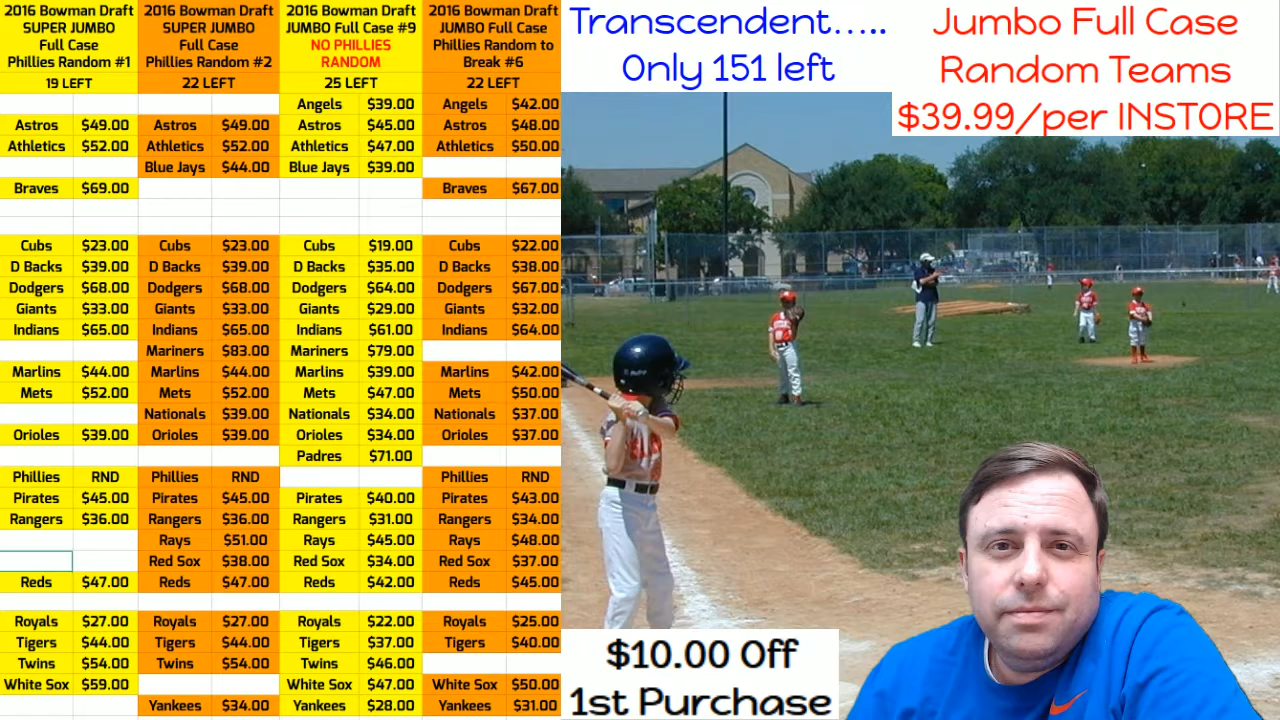 2016 Bowman Draft
SUPER JUMBO
Full Case
Phillies Random #1
19 LEFT
Astros $49.00
Athletics $52.00
Braves $69.00
Cubs $23.00
D Backs $39.00
Dodgers $68.00
Giants $33.00
Indians $65.00
Marlins $44.00
Mets $52.00
Orioles $39.00
Phillies RND
Pirates $45.00
Rangers $36.00
Reds $47.00
Royals $27.00
Tigers $44.00
Twins $54.00
White Sox $59.00
2016 Bowman Draft
SUPER JUMBO
Full Case
Phillies Random #2
22 LEFT
Astros $49.00
Athletics $52.00
Blue Jays $44.00
Cubs $23.00
D Backs $39.00
Dodgers $68.00
Giants $33.00
Indians $65.00
Mariners $83.00
Marlins $44.00
Mets $52.00
Nationals $39.00
Orioles $39.00
Phillies RND
Pirates $45.00
Rangers $36.00
Rays $51.00
Red Sox $38.00
Reds $47.00
Royals $27.00
Tigers $44.00
Twins $54.00
Yankees $34.00
2016 Bowman Draft
JUMBO Full Case #9
NO PHILLIES
RANDOM
25 LEFT
Angels $39.00
Astros $45.00
Athletics $47.00
Blue Jays $39.00
Cubs $19.00
D Backs $35.00
Dodgers $64.00
Giants $29.00
Indians $61.00
Mariners $79.00
Marlins $39.00
Mets $47.00
Nationals $34.00
Orioles $34.00
Padres $71.00
Pirates $40.00
Rangers $31.00
Rays $45.00
Red Sox $34.00
Reds $42.00
Royals $22.00
Tigers $37.00
Twins $46.00
White Sox $47.00
Yankees $28.00
2016 Bowman Draft
JUMBO Full Case
Phillies Random to
Break #6
22 LEFT
Angels $42.00
Astros $48.00
Athletics $50.00
Braves $67.00
Cubs $22.00
D Backs $38.00
Dodgers $67.00
Giants $32.00
Indians $64.00
Marlins $42.00
Mets $50.00
Nationals $37.00
Orioles $37.00
Phillies RND
Pirates $43.00
Rangers $34.00
Rays $48.00
Red Sox $37.00
Reds $45.00
Royals $25.00
Tigers $40.00
White Sox $50.00
Yankees $31.00
Transcendent.....
Only 151 left
Jumbo Full Case
Random Teams
$39.99/per INSTORE
$10.00 Off
1st Purchase